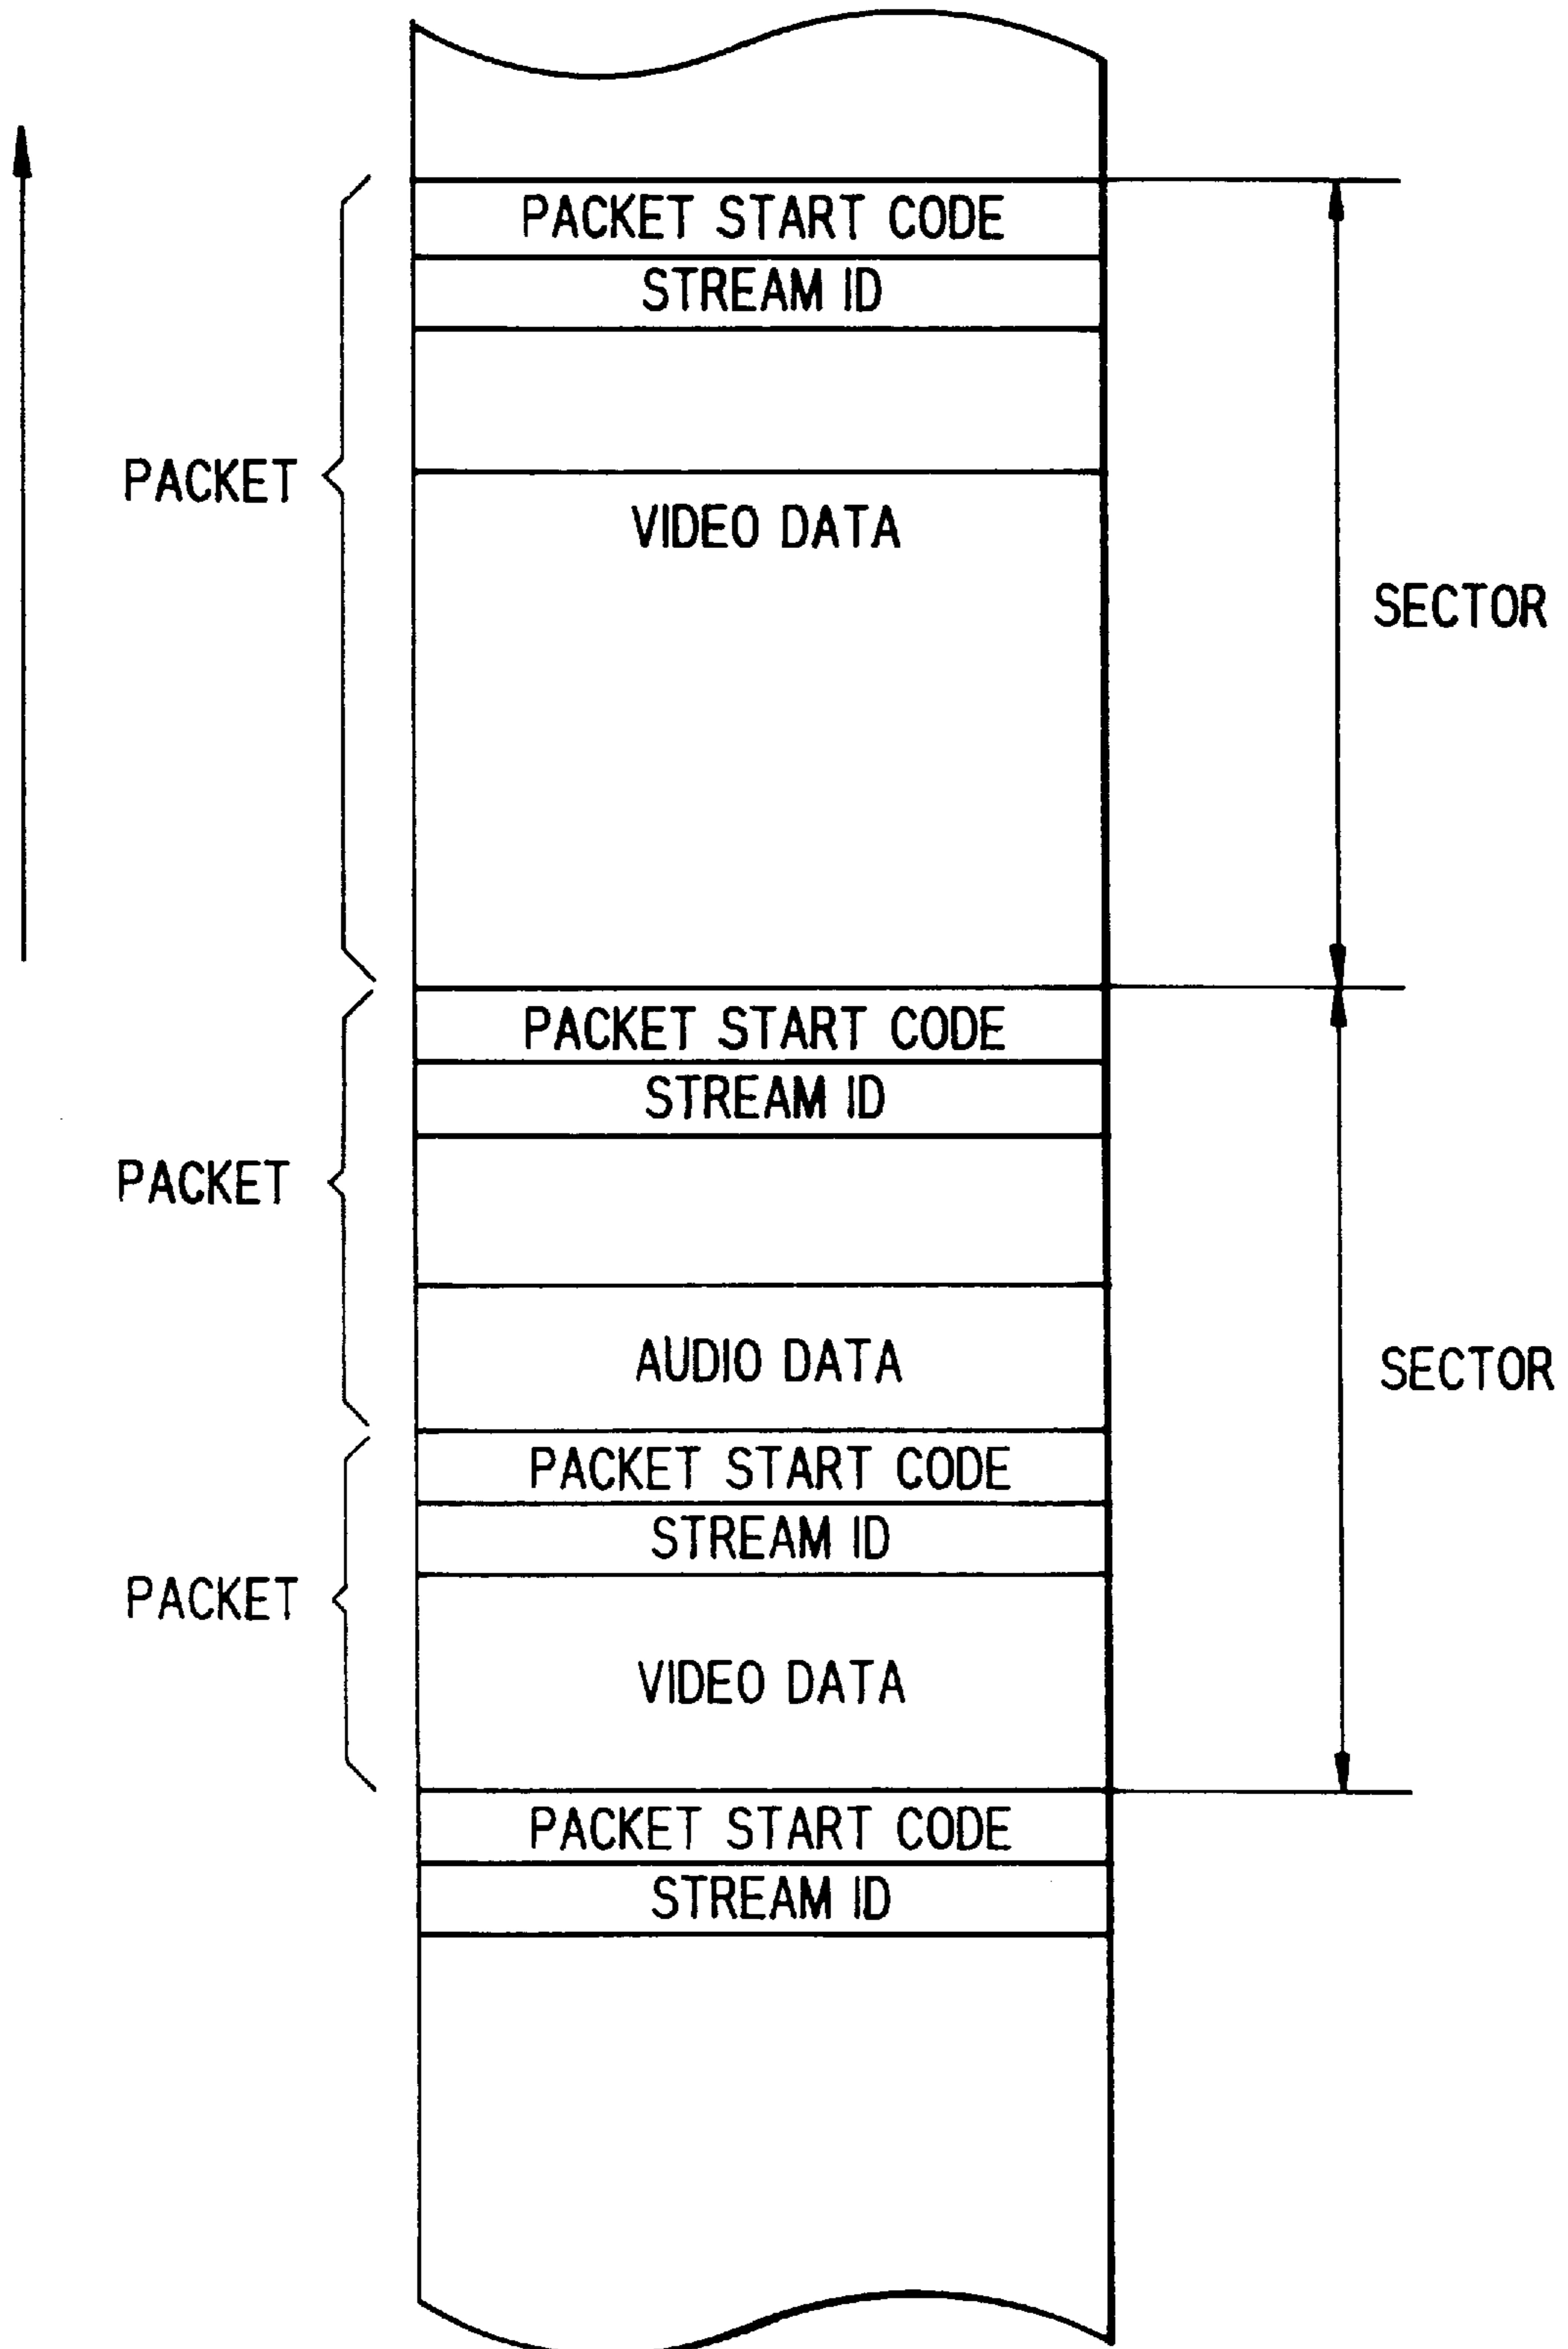 PACKET START CODE
STREAM ID
PACKET
VIDEO DATA
SECTOR
PACKET START CODE
STREAM ID
PACKET
AUDIO DATA
SECTOR
PACKET START CODE
STREAM ID
PACKET
VIDEO DATA
PACKET START CODE
STREAM ID